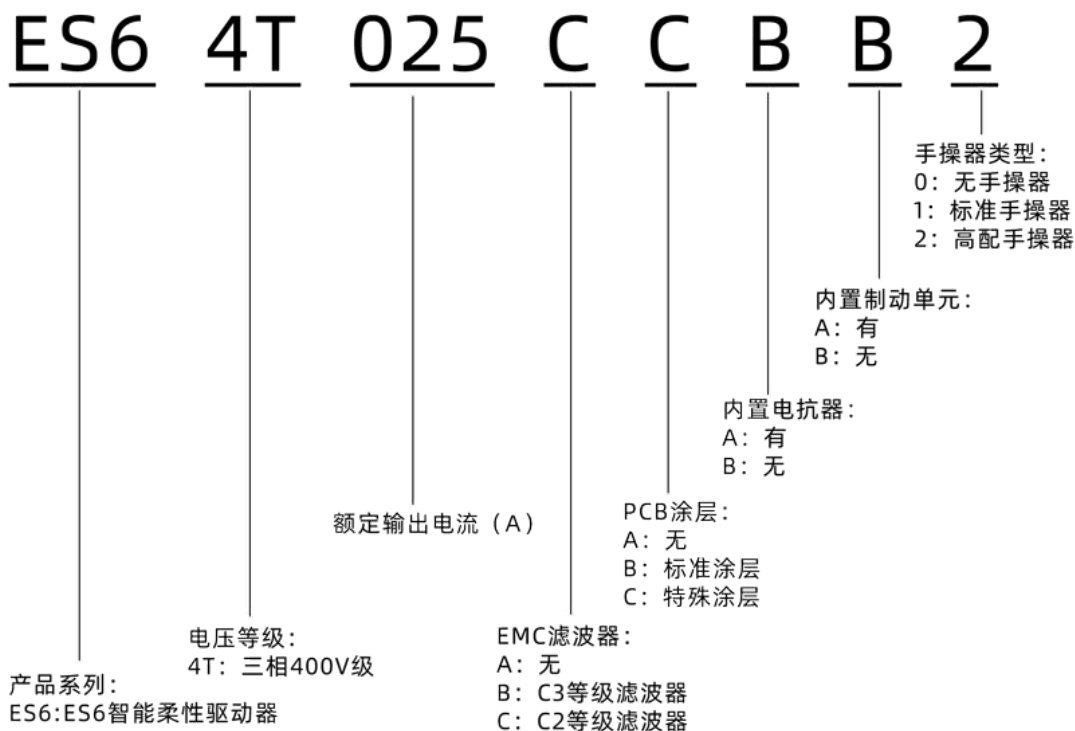 ES6 4T 025 C C B B 2
手操器类型：
0：无手操器
1：标准手操器
2：高配手操器
内置制动单元：
A：有
B：无
内置电抗器：
A：有
B：无
PCB涂层：
A：无
B：标准涂层
C：特殊涂层
额定输出电流（A）
EMC滤波器：
A：无
B：C3等级滤波器
C：C2等级滤波器
电压等级：
4T：三相400V级
产品系列：
ES6:ES6智能柔性驱动器